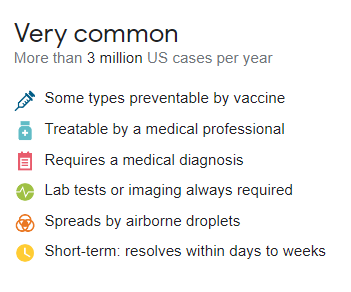 Very common
More than 3 million US cases per year
Some types preventable by vaccine
Treatable by a medical professional
Requires a medical diagnosis
Lab tests or imaging always required
Spreads by airborne droplets
Short-term: resolves within days to weeks